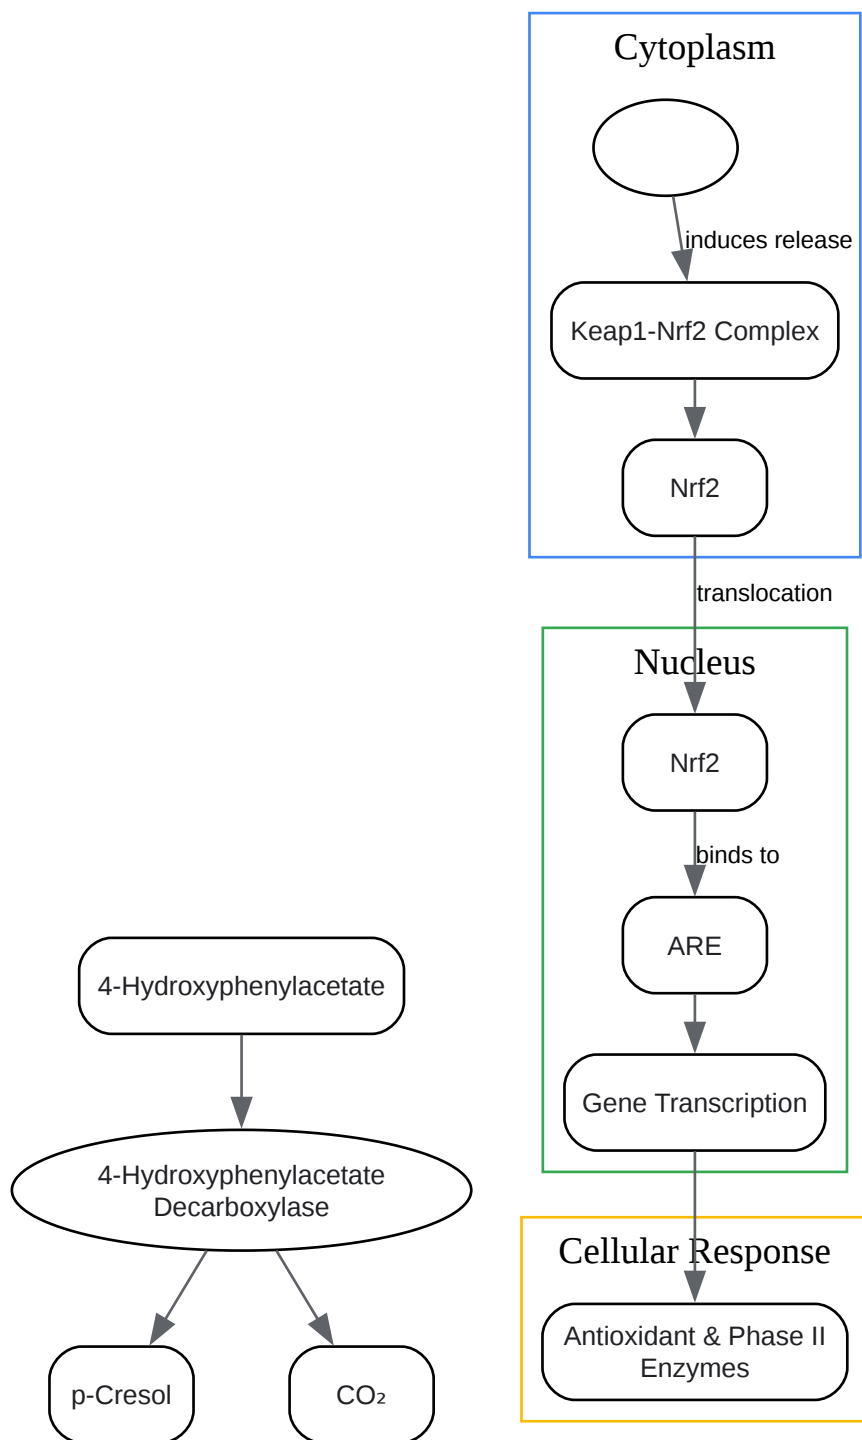 Cytoplasm
induces release
Keap1-Nrf2 Complex
Nrf2
translocation
Nucleus
Nrf2
binds to
ARE
Gene Transcription
Cellular Response
Antioxidant & Phase II
Enzymes
4-Hydroxyphenylacetate
4-Hydroxyphenylacetate
Decarboxylase
p-Cresol
CO₂